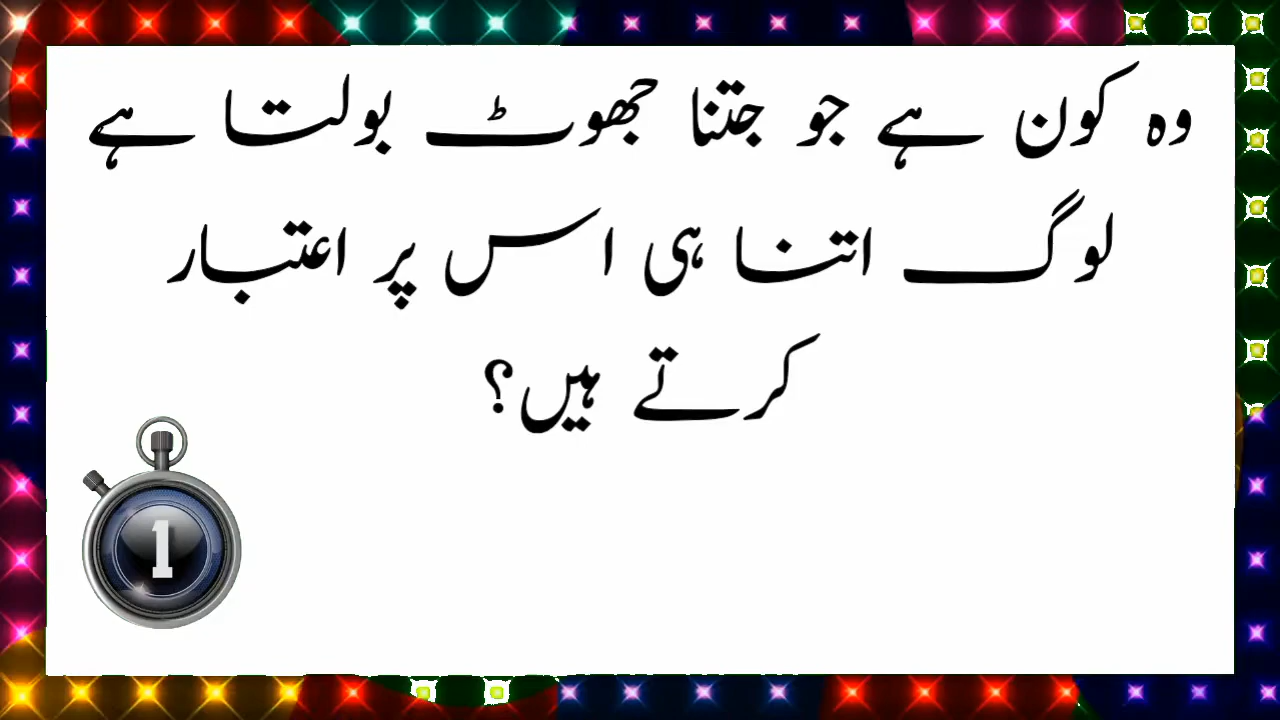 وہ کون ہے جو جتنا جھوٹ بولتا ہے
لوگ اتنا ہی اس پر اعتبار
کرتے ہیں؟
1